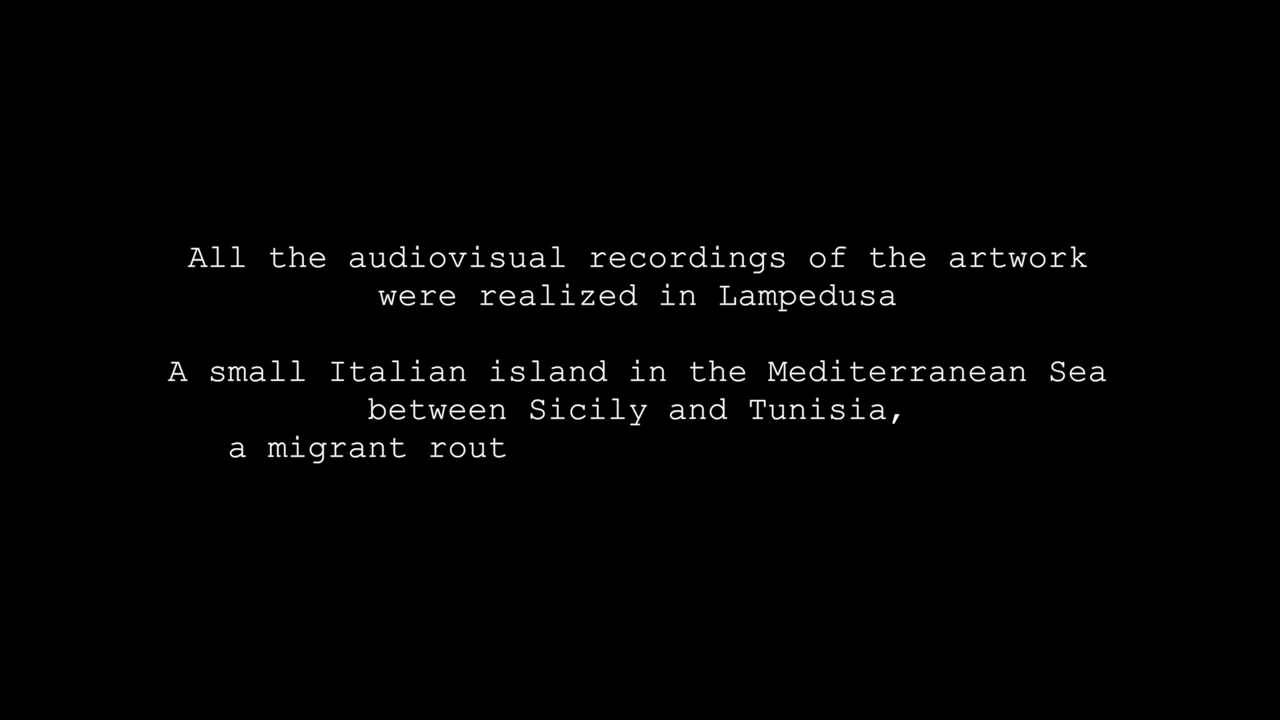 All the audiovisual recordings of the artwork
were realized in Lampedusa
A small Italian island in the Mediterranean Sea
between Sicily and Tunisia,
a migrant rout